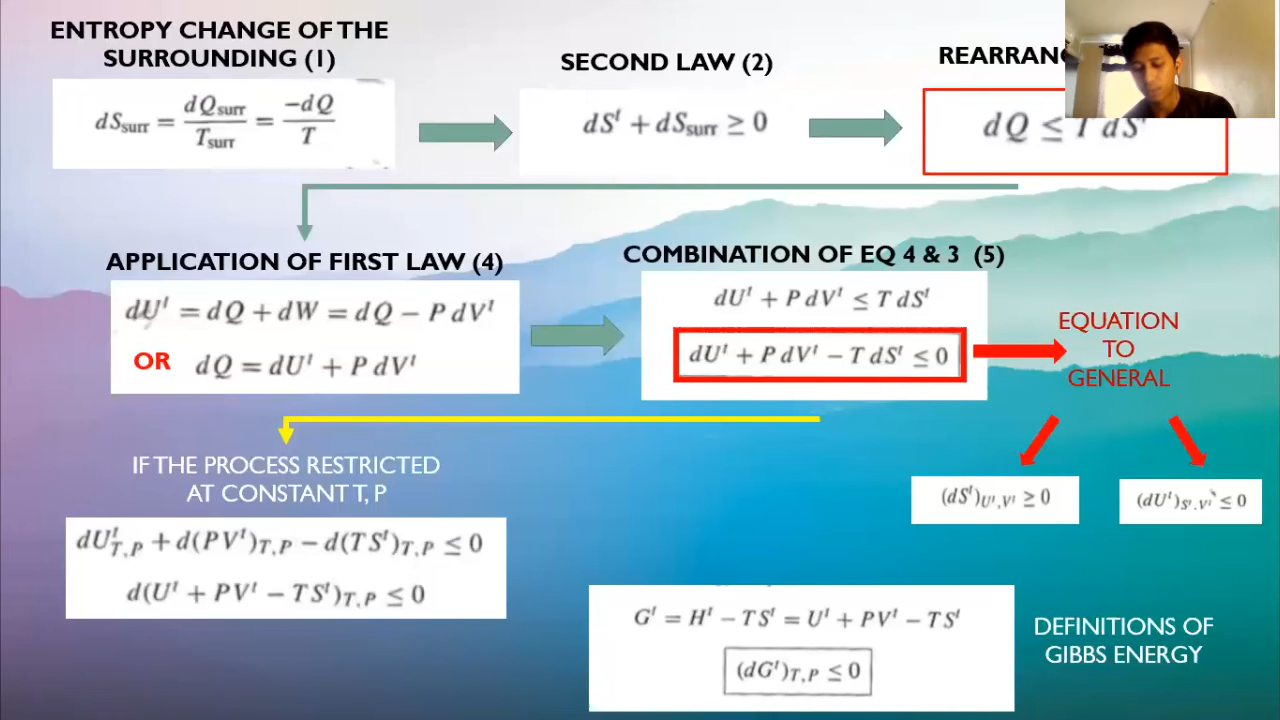 ENTROPY CHANGE OF THE
SURROUNDING (1)
dS_surr = dQ_surr / T_surr = -dQ / T
SECOND LAW (2)
dS^t + dS_surr ≥ 0
dQ ≤ T dS^t
APPLICATION OF FIRST LAW (4)
dU^t = dQ + dW = dQ − P dV^t
OR dQ = dU^t + P dV^t
COMBINATION OF EQ 4 & 3 (5)
dU^t + P dV^t ≤ T dS^t
dU^t + P dV^t − T dS^t ≤ 0
EQUATION
TO
GENERAL
(dS^t)_U^t,V^t ≥ 0
(dU^t)_S^t,V^t ≤ 0
IF THE PROCESS RESTRICTED
AT CONSTANT T, P
dU^t_T,P + d(PV^t)_T,P − d(TS^t)_T,P ≤ 0
d(U^t + PV^t − TS^t)_T,P ≤ 0
G^t = H^t − TS^t = U^t + PV^t − TS^t
(dG^t)_T,P ≤ 0
DEFINITIONS OF
GIBBS ENERGY